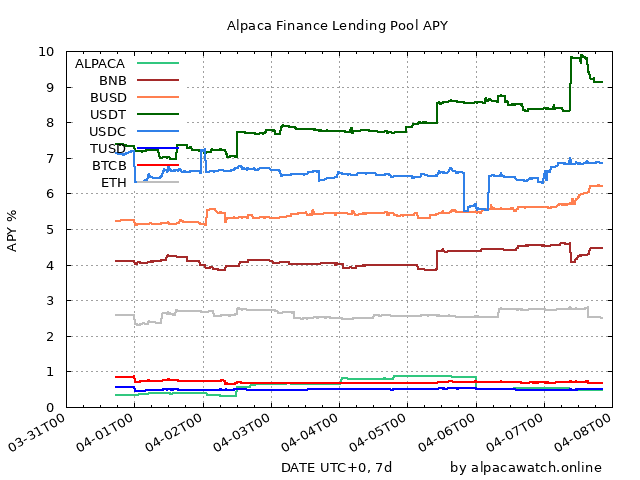 Alpaca Finance Lending Pool APY
10
9
8
7
6
5
4
3
2
1
0
APY %
ALPACA
BNB
BUSD
USDT
USDC
TUSD
BTCB
ETH
03-31T00
04-01T00
04-02T00
04-03T00
04-04T00
04-05T00
04-06T00
04-07T00
04-08T00
DATE UTC+0, 7d
by alpacawatch.online